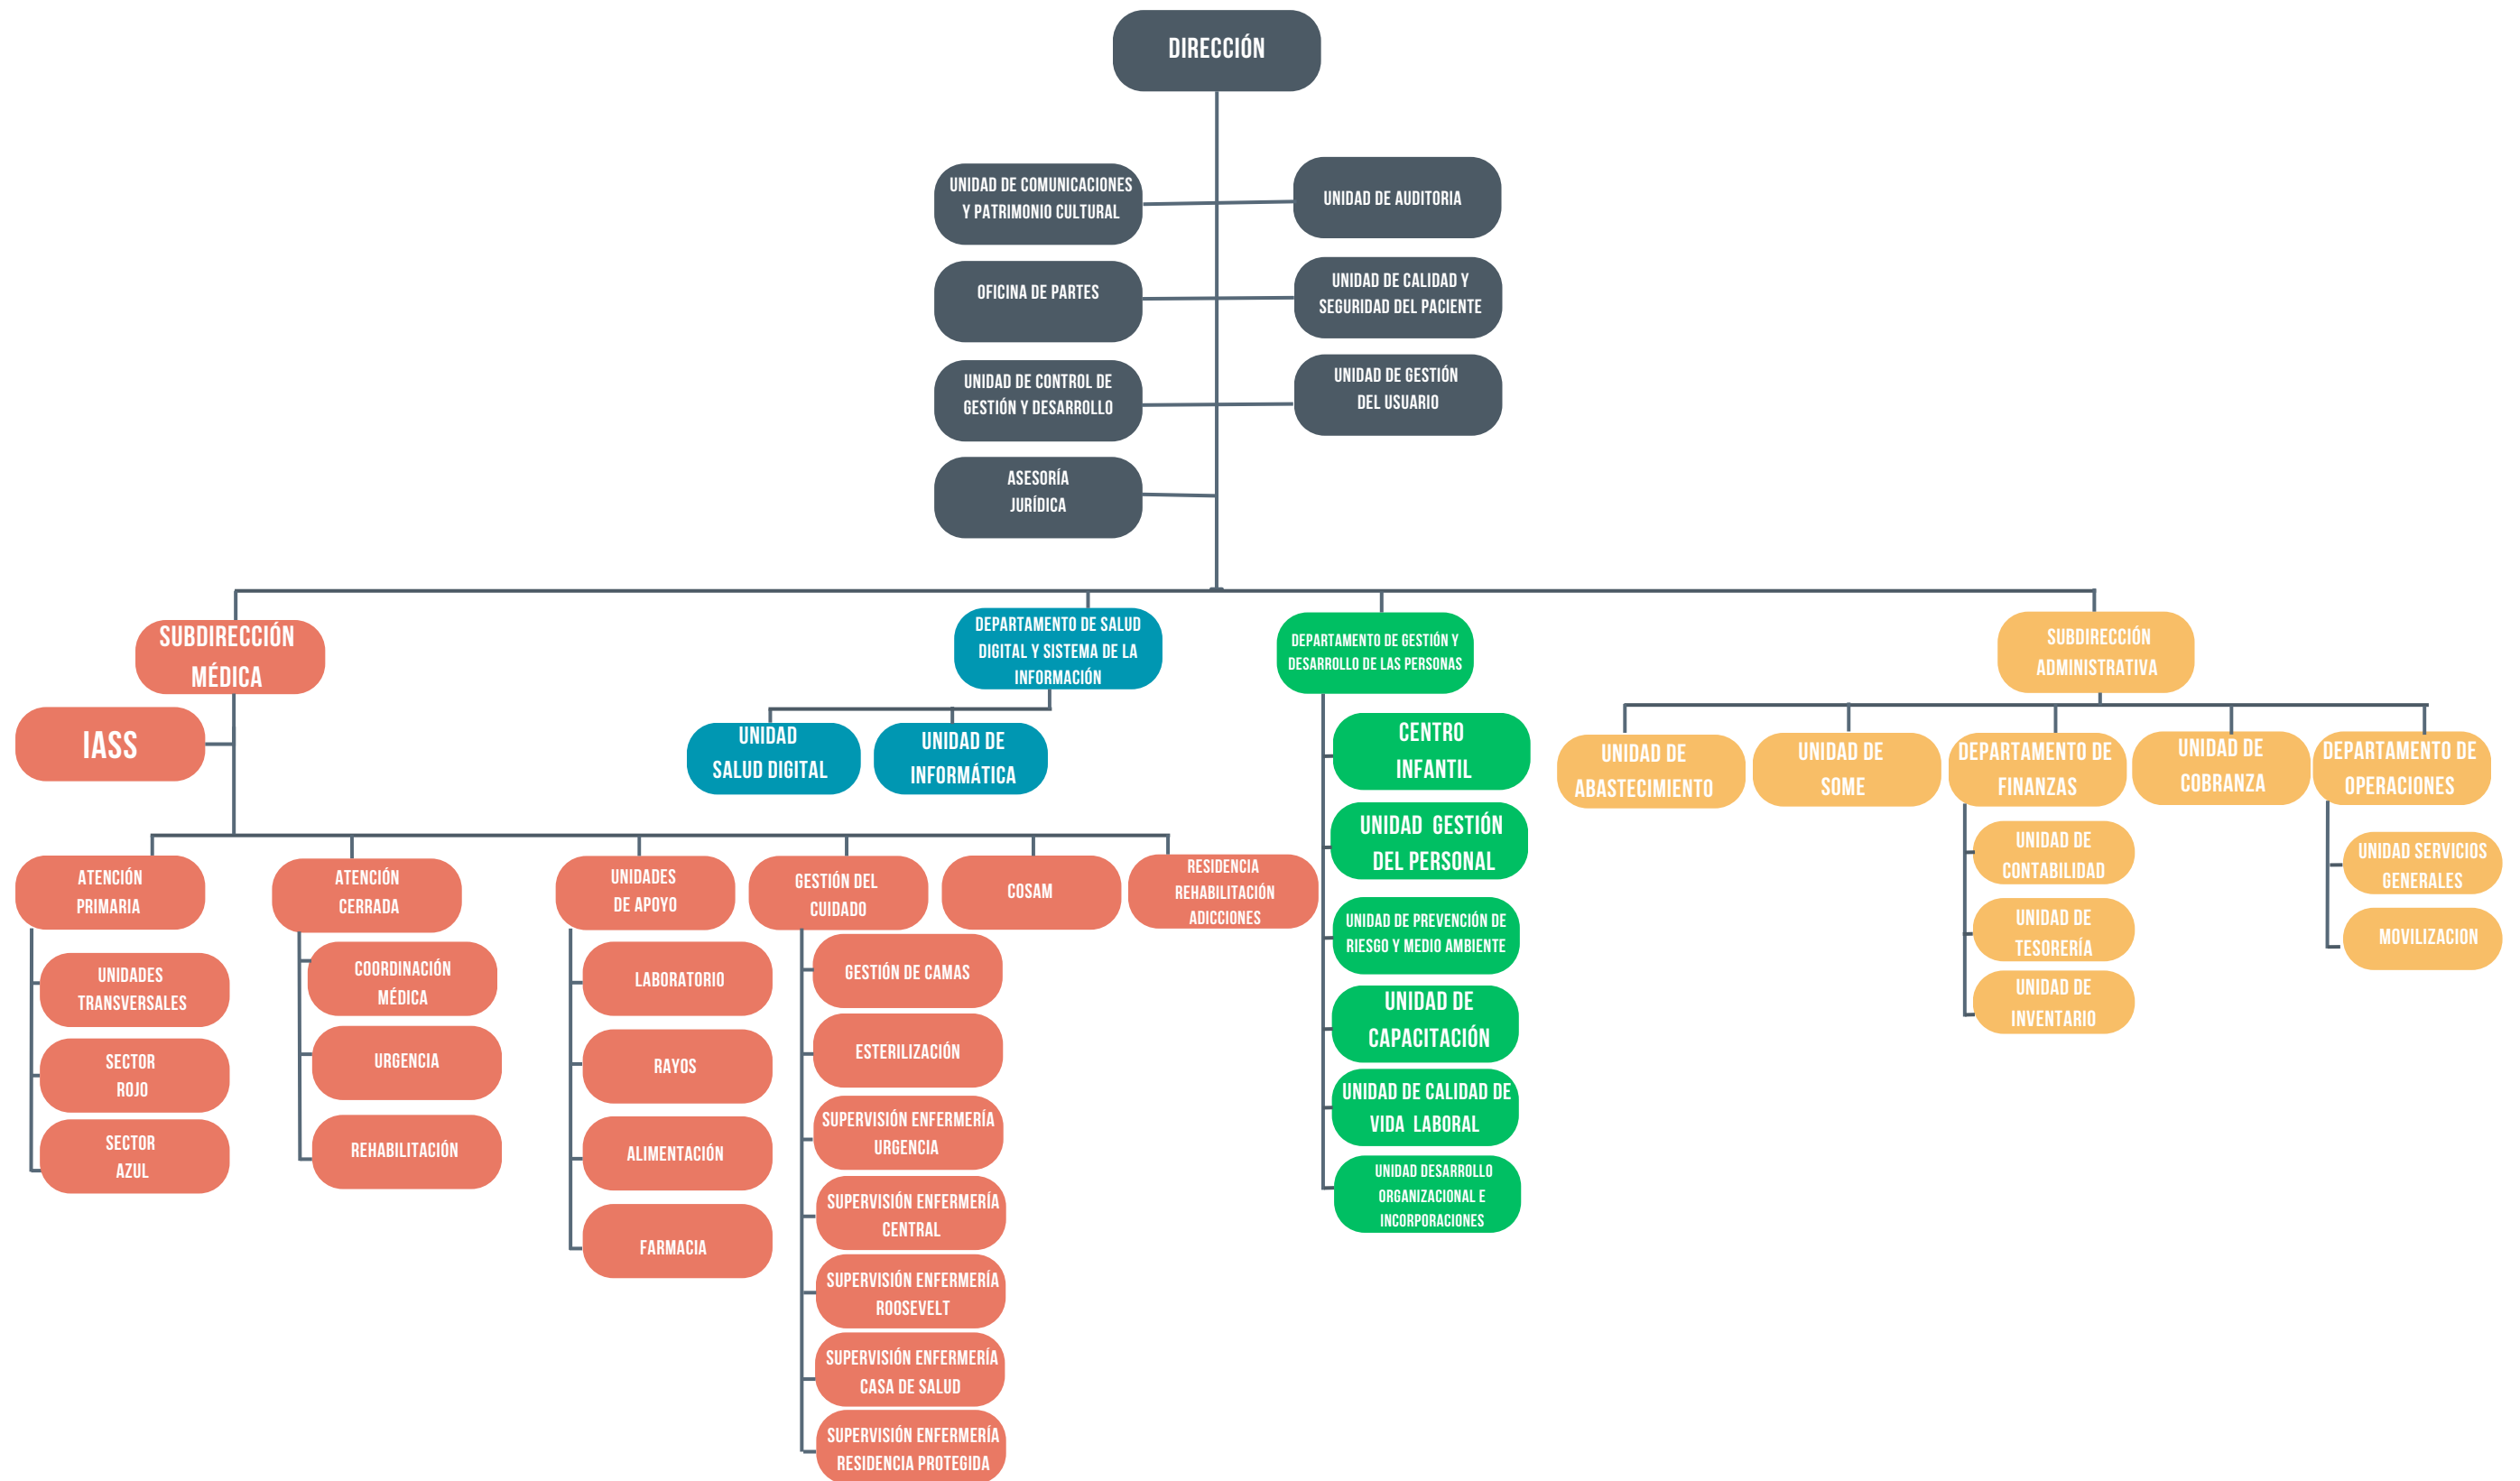 DIRECCIÓN
UNIDAD DE COMUNICACIONES
Y PATRIMONIO CULTURAL
UNIDAD DE AUDITORIA
OFICINA DE PARTES
UNIDAD DE CALIDAD Y
SEGURIDAD DEL PACIENTE
UNIDAD DE CONTROL DE
GESTIÓN Y DESARROLLO
UNIDAD DE GESTIÓN
DEL USUARIO
ASESORÍA
JURÍDICA
SUBDIRECCIÓN
MÉDICA
DEPARTAMENTO DE SALUD
DIGITAL Y SISTEMA DE LA
INFORMACIÓN
DEPARTAMENTO DE GESTIÓN Y
DESARROLLO DE LAS PERSONAS
SUBDIRECCIÓN
ADMINISTRATIVA
IASS
UNIDAD
SALUD DIGITAL
UNIDAD DE
INFORMÁTICA
ATENCIÓN
PRIMARIA
UNIDADES
TRANSVERSALES
SECTOR
ROJO
SECTOR
AZUL
ATENCIÓN
CERRADA
COORDINACIÓN
MÉDICA
URGENCIA
REHABILITACIÓN
UNIDADES
DE APOYO
LABORATORIO
RAYOS
ALIMENTACIÓN
FARMACIA
GESTIÓN DEL
CUIDADO
GESTIÓN DE CAMAS
ESTERILIZACIÓN
SUPERVISIÓN ENFERMERÍA
URGENCIA
SUPERVISIÓN ENFERMERÍA
CENTRAL
SUPERVISIÓN ENFERMERÍA
ROOSEVELT
SUPERVISIÓN ENFERMERÍA
CASA DE SALUD
SUPERVISIÓN ENFERMERÍA
RESIDENCIA PROTEGIDA
COSAM
RESIDENCIA
REHABILITACIÓN
ADICCIONES
CENTRO
INFANTIL
UNIDAD GESTIÓN
DEL PERSONAL
UNIDAD DE PREVENCIÓN DE
RIESGO Y MEDIO AMBIENTE
UNIDAD DE
CAPACITACIÓN
UNIDAD DE CALIDAD DE
VIDA LABORAL
UNIDAD DESARROLLO
ORGANIZACIONAL E
INCORPORACIONES
UNIDAD DE
ABASTECIMIENTO
UNIDAD DE
SOME
DEPARTAMENTO DE
FINANZAS
UNIDAD DE
CONTABILIDAD
UNIDAD DE
TESORERÍA
UNIDAD DE
INVENTARIO
UNIDAD DE
COBRANZA
DEPARTAMENTO DE
OPERACIONES
UNIDAD SERVICIOS
GENERALES
MOVILIZACION